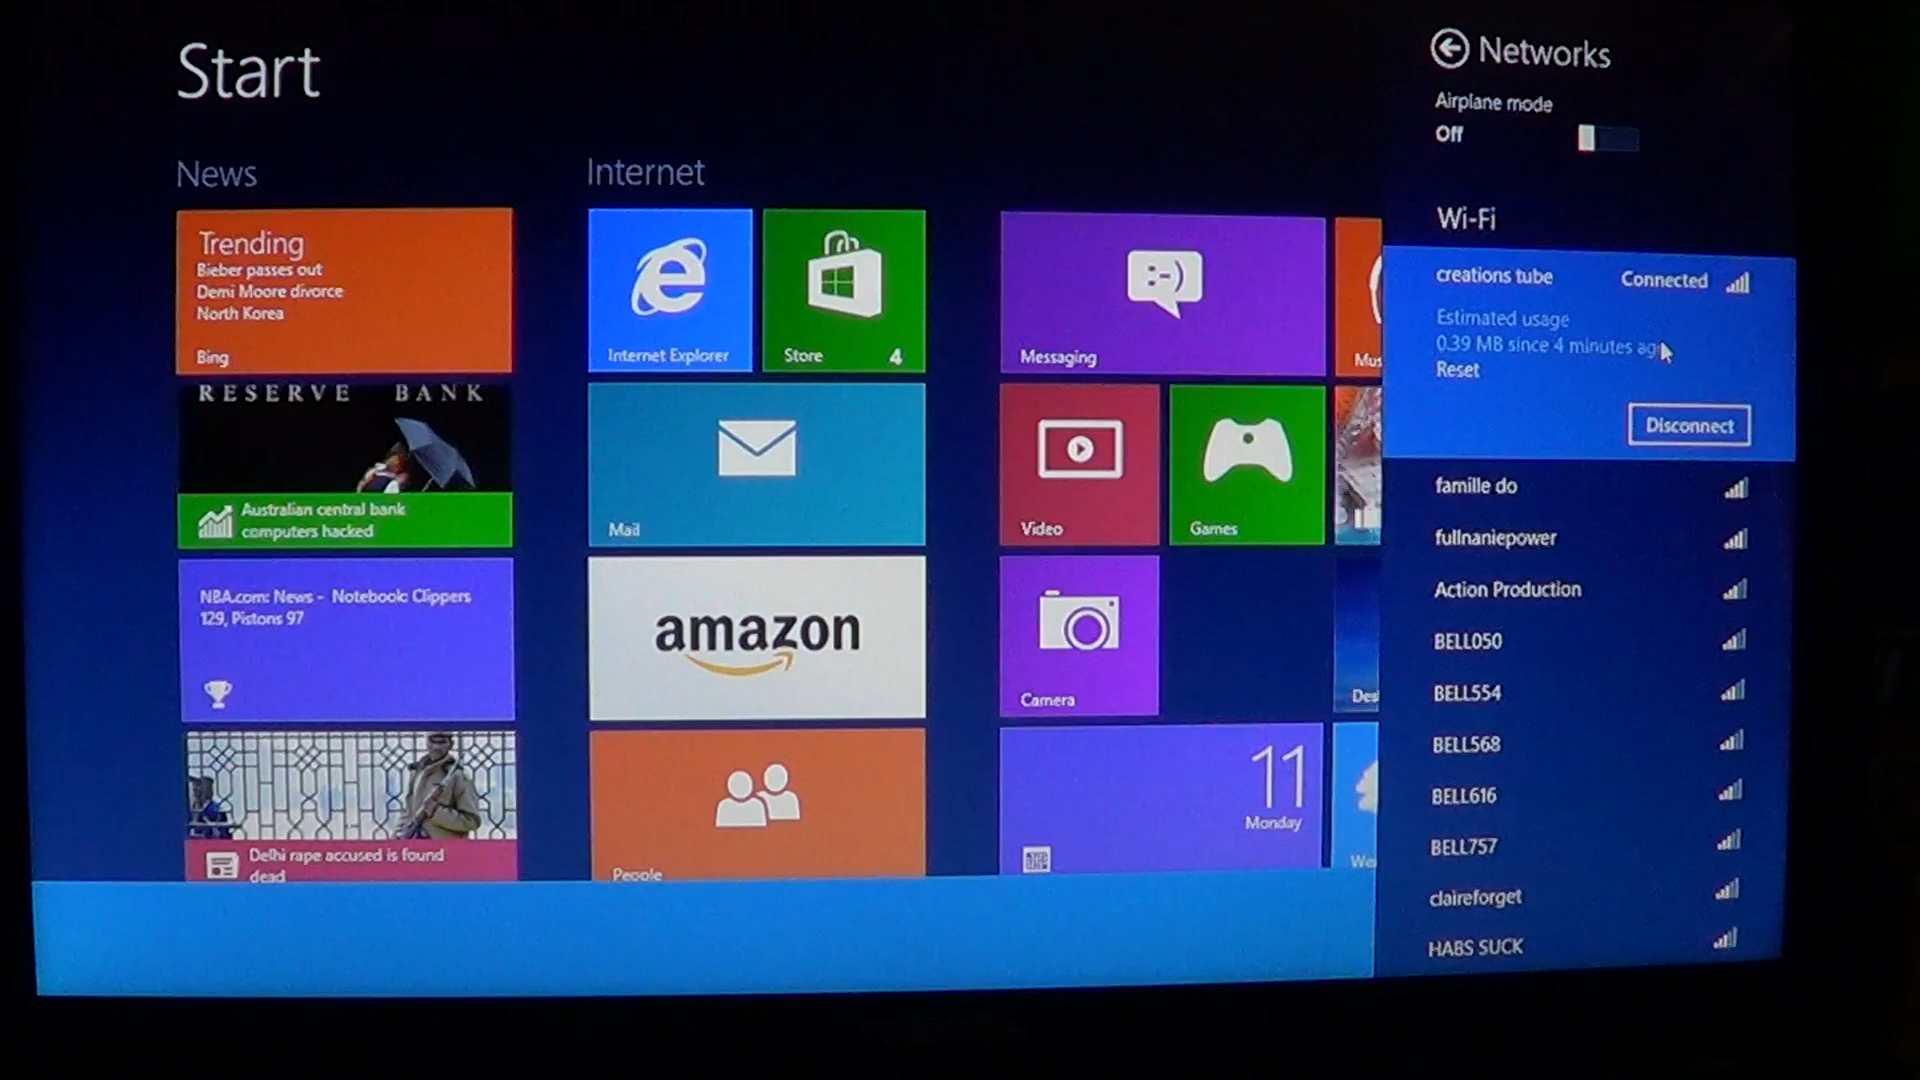 Start
News
Trending
Bieber passes out
Demi Moore divorce
North Korea
Bing
RESERVE BANK
Australian central bank
computers hacked
NBA.com: News - Notebook: Clippers
129, Pistons 97
Delhi rape accused is found
dead
Internet
Internet Explorer
Store 4
Mail
amazon
People
Messaging
Mus
Video
Games
Camera
Des
11
Monday
We
Networks
Airplane mode
Off
Wi-Fi
creations tube Connected
Estimated usage
0.39 MB since 4 minutes ago
Reset
Disconnect
famille do
fullnaniepower
Action Production
BELL050
BELL554
BELL568
BELL616
BELL757
claireforget
HABS SUCK